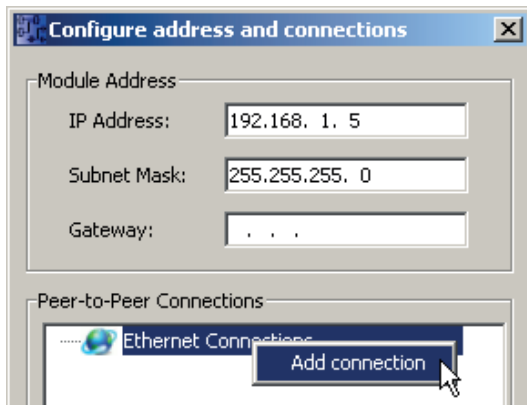 Configure address and connections
Module Address
IP Address: 192.168. 1. 5
Subnet Mask: 255.255.255. 0
Gateway: . . .
Peer-to-Peer Connections
Ethernet Connections
Add connection